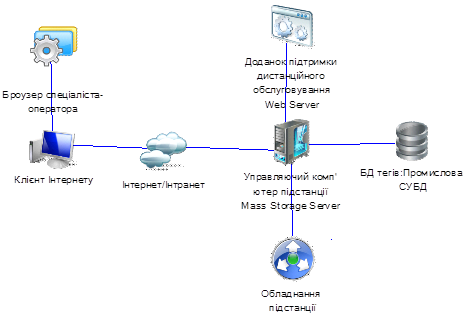 Доданок підтримки
дистанційного
обслуговування
Web Server
Броузер спеціаліста-
оператора
Клієнт Інтернету
Інтернет/Інтранет
Управляючий комп'
ютер підстанції
Mass Storage Server
БД тегів:Промислова
СУБД
Обладнання
підстанції